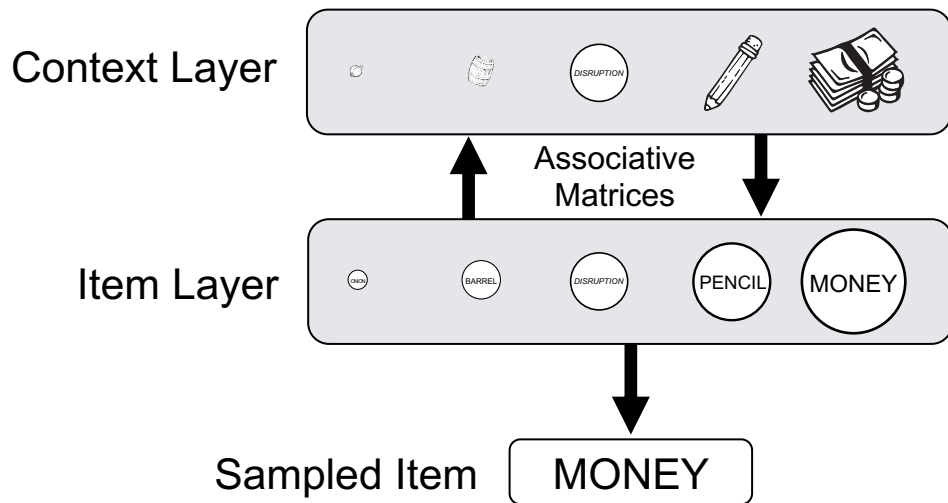 Context Layer
DISRUPTION
Associative
Matrices
Item Layer
ONION
BARREL
DISRUPTION
PENCIL
MONEY
Sampled Item
MONEY